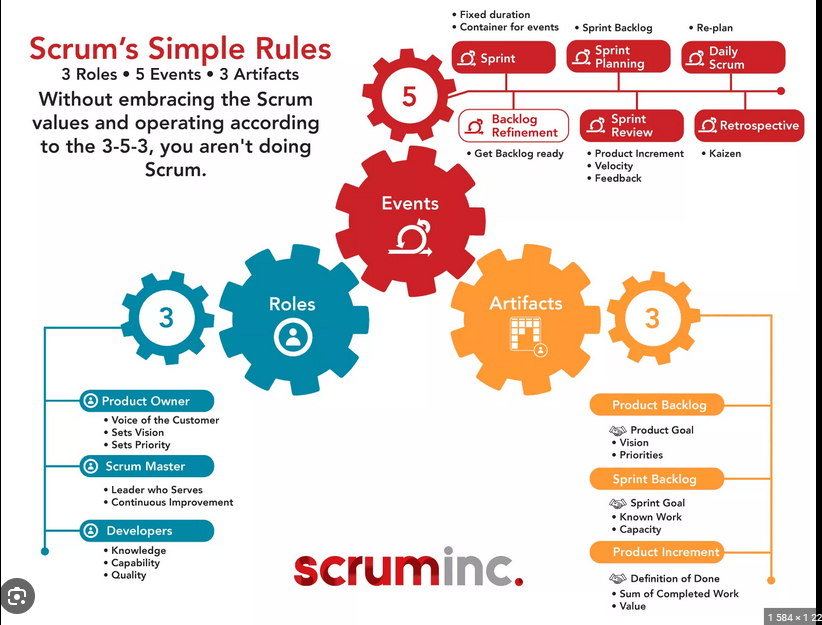 Scrum's Simple Rules
3 Roles • 5 Events • 3 Artifacts
Without embracing the Scrum
values and operating according
to the 3-5-3, you aren't doing
Scrum.
5
• Fixed duration
• Container for events
Sprint
• Sprint Backlog
Sprint
Planning
• Re-plan
Daily
Scrum
Backlog
Refinement
• Get Backlog ready
Sprint
Review
• Product Increment
• Velocity
• Feedback
Retrospective
• Kaizen
Events
Roles
3
Product Owner
• Voice of the Customer
• Sets Vision
• Sets Priority
Scrum Master
• Leader who Serves
• Continuous Improvement
Developers
• Knowledge
• Capability
• Quality
Artifacts
3
Product Backlog
Product Goal
• Vision
• Priorities
Sprint Backlog
Sprint Goal
• Known Work
• Capacity
Product Increment
Definition of Done
• Sum of Completed Work
• Value
scruminc.
1 584 × 1 22